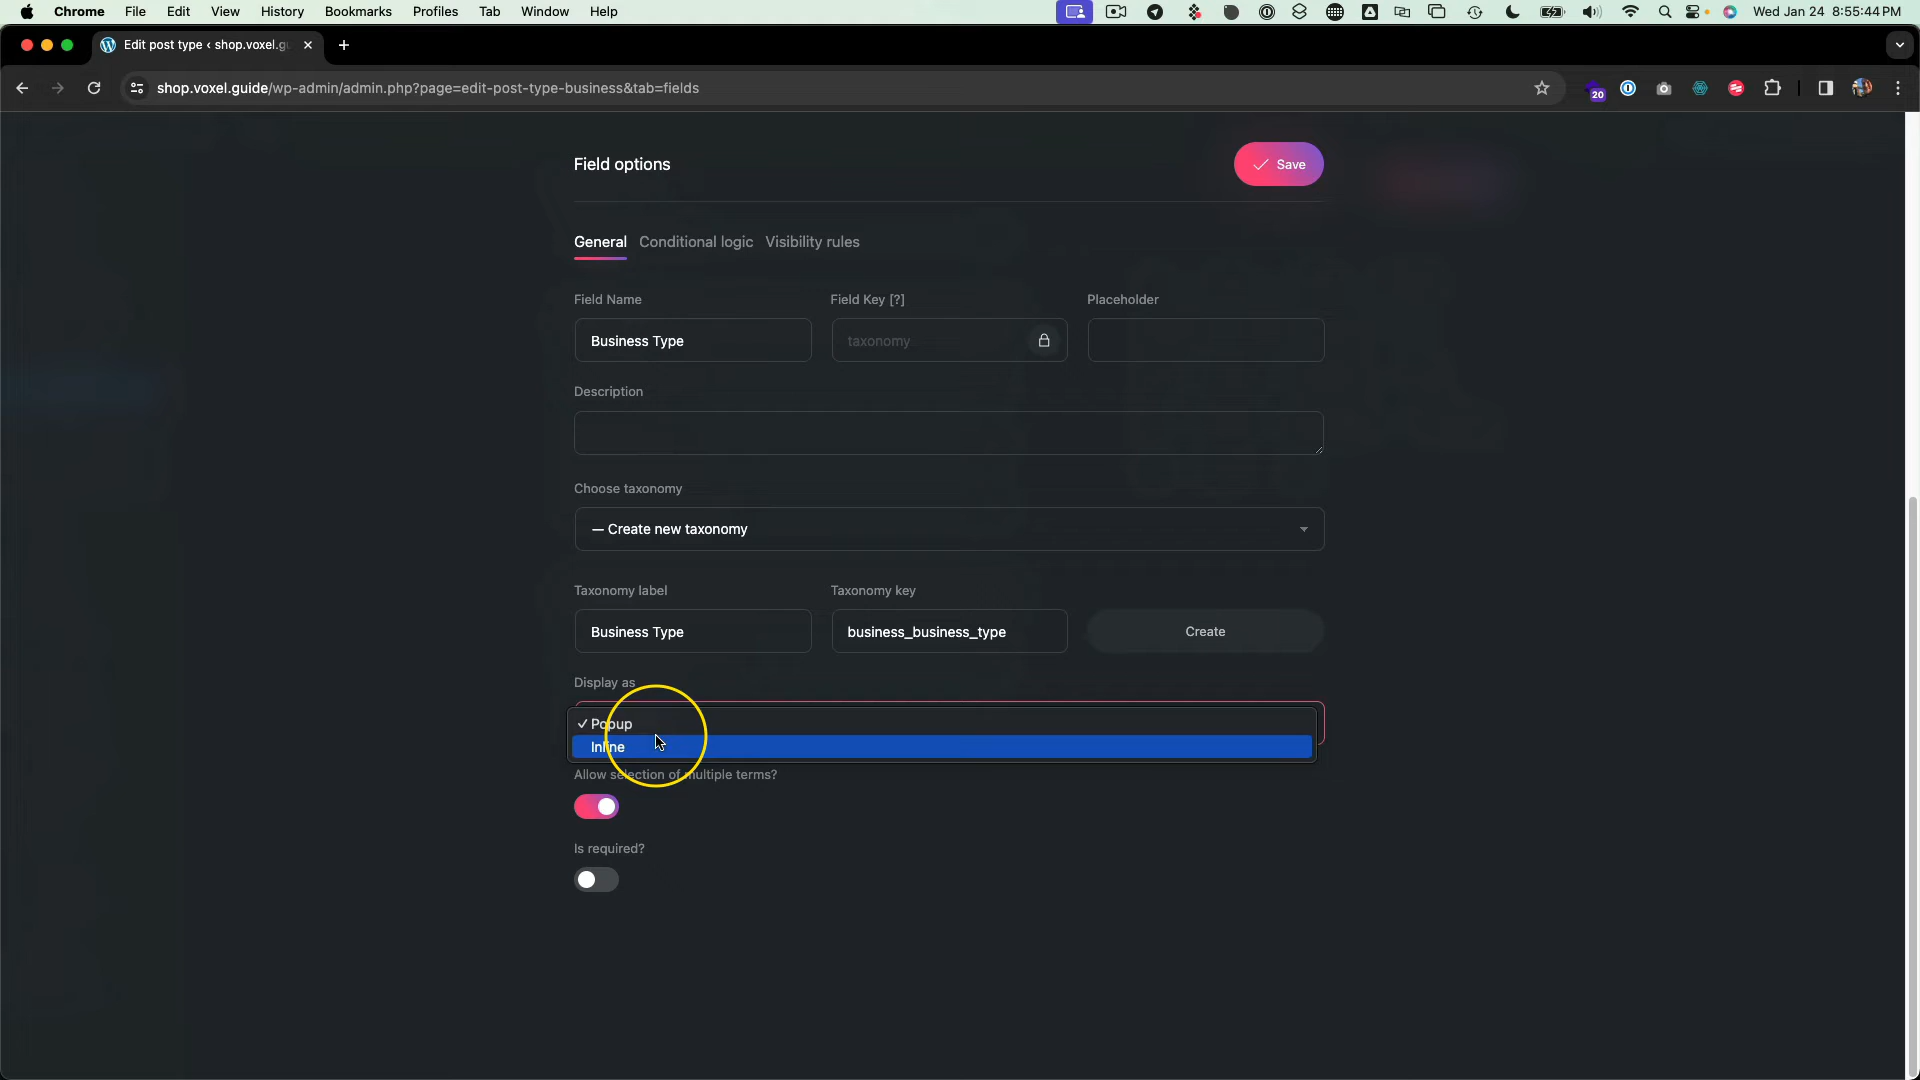 Chrome File Edit View History Bookmarks Profiles Tab Window Help Wed Jan 24 8:55:44 PM
Edit post type ‹ shop.voxel.g
shop.voxel.guide/wp-admin/admin.php?page=edit-post-type-business&tab=fields
20
Field options
Save
General Conditional logic Visibility rules
Field Name Field Key [?] Placeholder
Business Type taxonomy
Description
Choose taxonomy
— Create new taxonomy
Taxonomy label Taxonomy key
Business Type business_business_type Create
Display as
✓ Popup
Inline
Allow selection of multiple terms?
Is required?